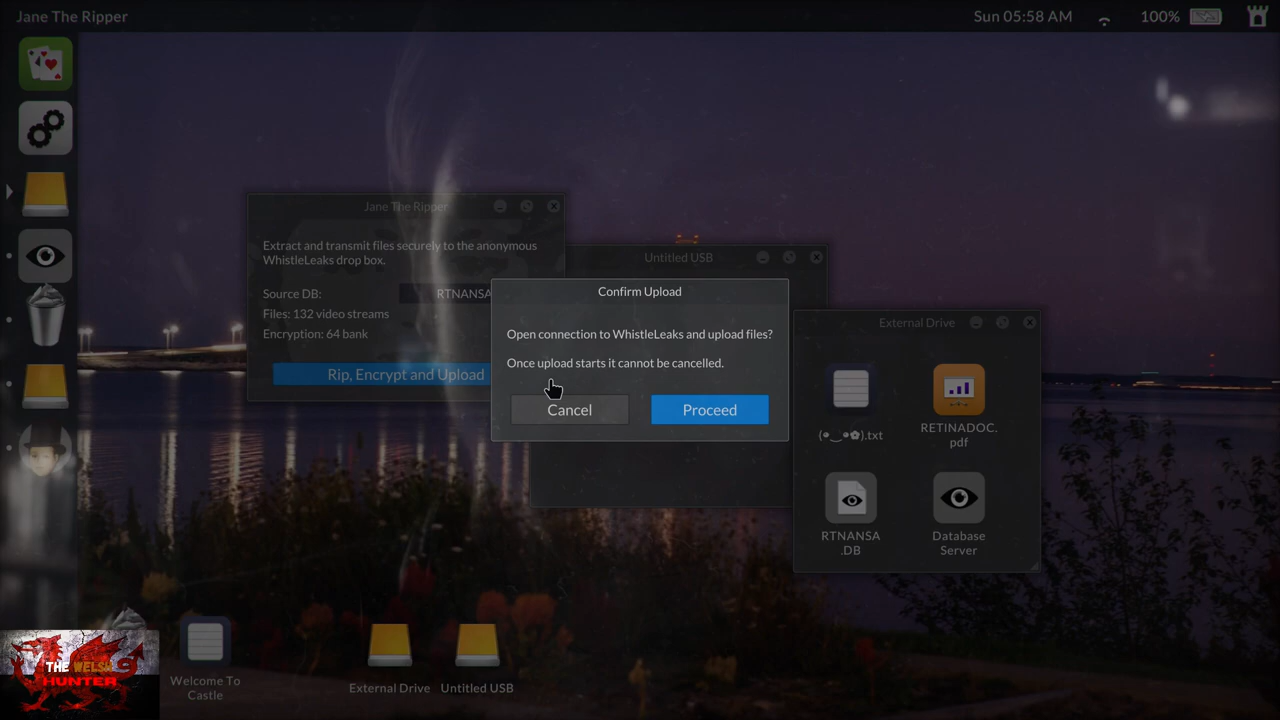 Jane The Ripper
Sun 05:58 AM
100%
Jane The Ripper
Extract and transmit files securely to the anonymous
WhistleLeaks drop box.
Source DB:
RTNANSA
Files: 132 video streams
Encryption: 64 bank
Rip, Encrypt and Upload
Untitled USB
Confirm Upload
Open connection to WhistleLeaks and upload files?
Once upload starts it cannot be cancelled.
Cancel
Proceed
External Drive
(•‿•✿).txt
RETINADOC.
pdf
RTNANSA
.DB
Database
Server
Welcome To
Castle
External Drive
Untitled USB
THE WELSH
HUNTER